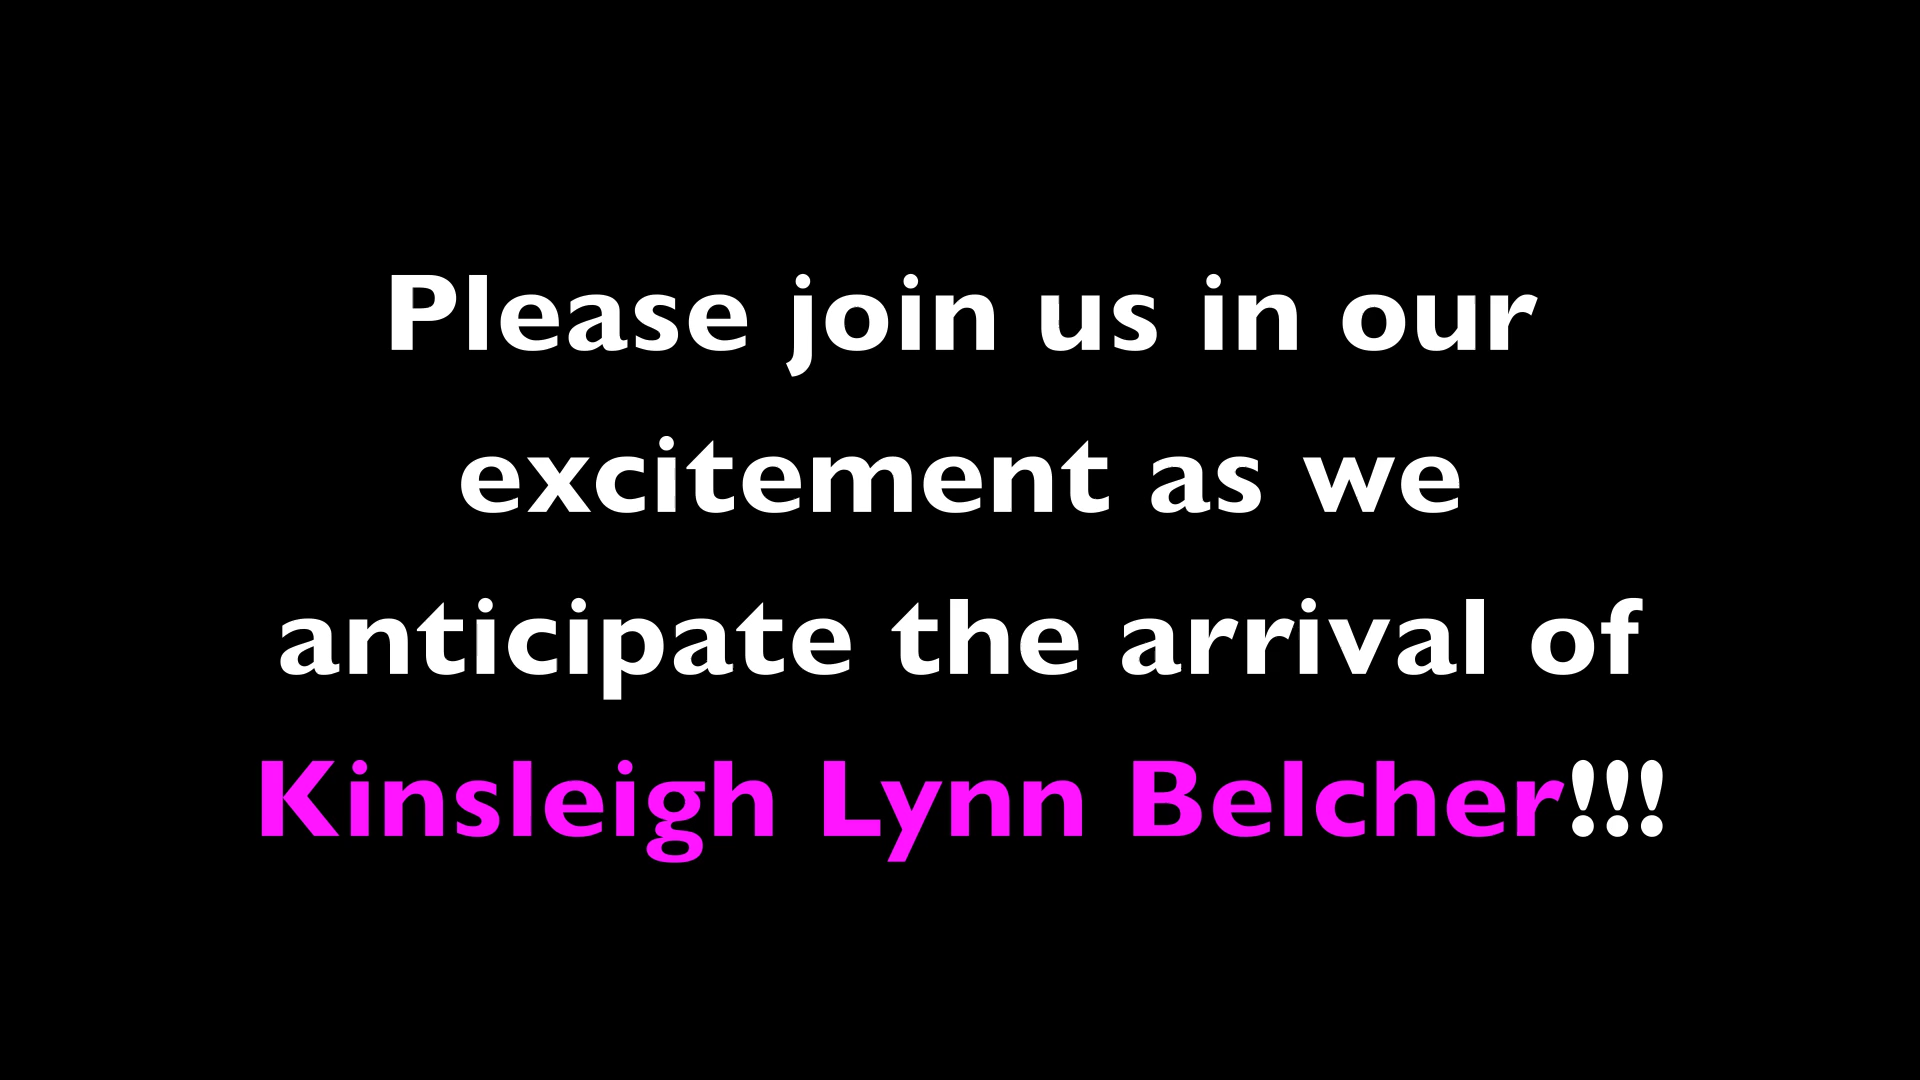 Please join us in our
excitement as we
anticipate the arrival of
Kinsleigh Lynn Belcher!!!